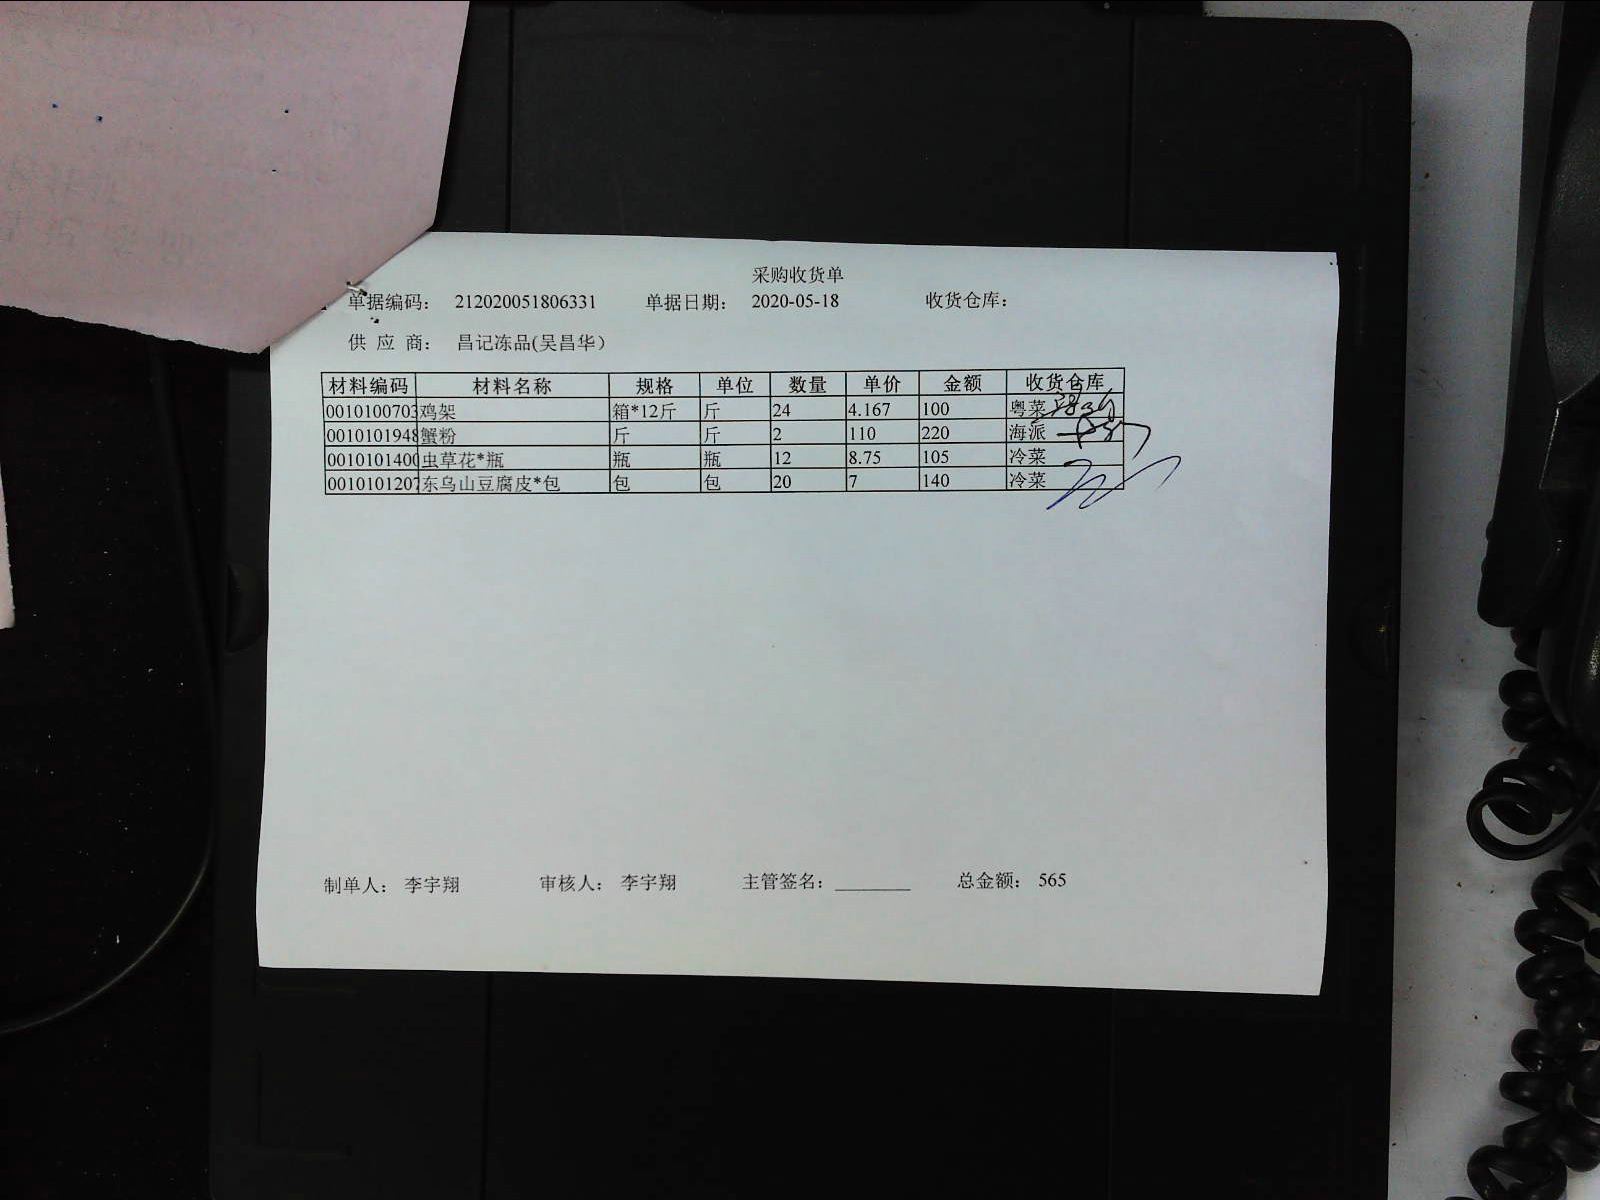 采购收货单
单据编码： 212020051806331 单据日期： 2020-05-18 收货仓库：
供 应 商： 昌记冻品(吴昌华）
材料编码 材料名称 规格 单位 数量 单价 金额 收货仓库
0010100703 鸡架 箱*12斤 斤 24 4.167 100 粤菜
0010101948 蟹粉 斤 斤 2 110 220 海派
0010101400 虫草花*瓶 瓶 瓶 12 8.75 105 冷菜
0010101207 东乌山豆腐皮*包 包 包 20 7 140 冷菜
制单人： 李宇翔 审核人： 李宇翔 主管签名：________ 总金额： 565